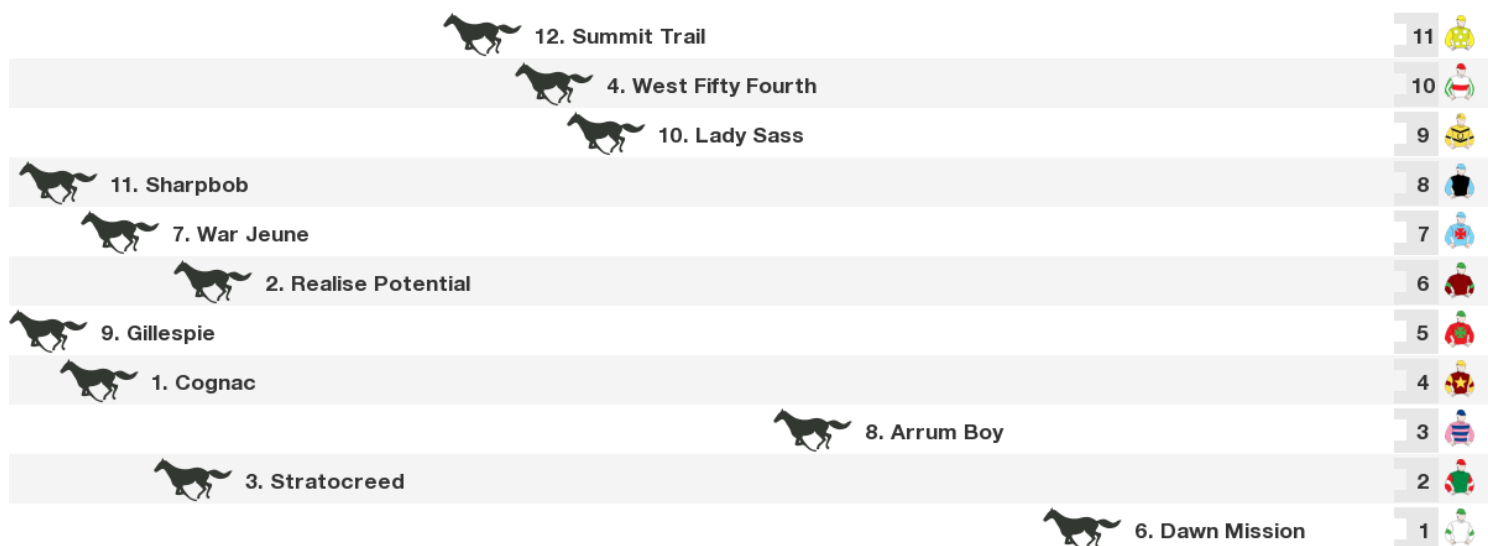 12. Summit Trail 11
4. West Fifty Fourth 10
10. Lady Sass 9
11. Sharpbob 8
7. War Jeune 7
2. Realise Potential 6
9. Gillespie 5
1. Cognac 4
8. Arrum Boy 3
3. Stratocreed 2
6. Dawn Mission 1